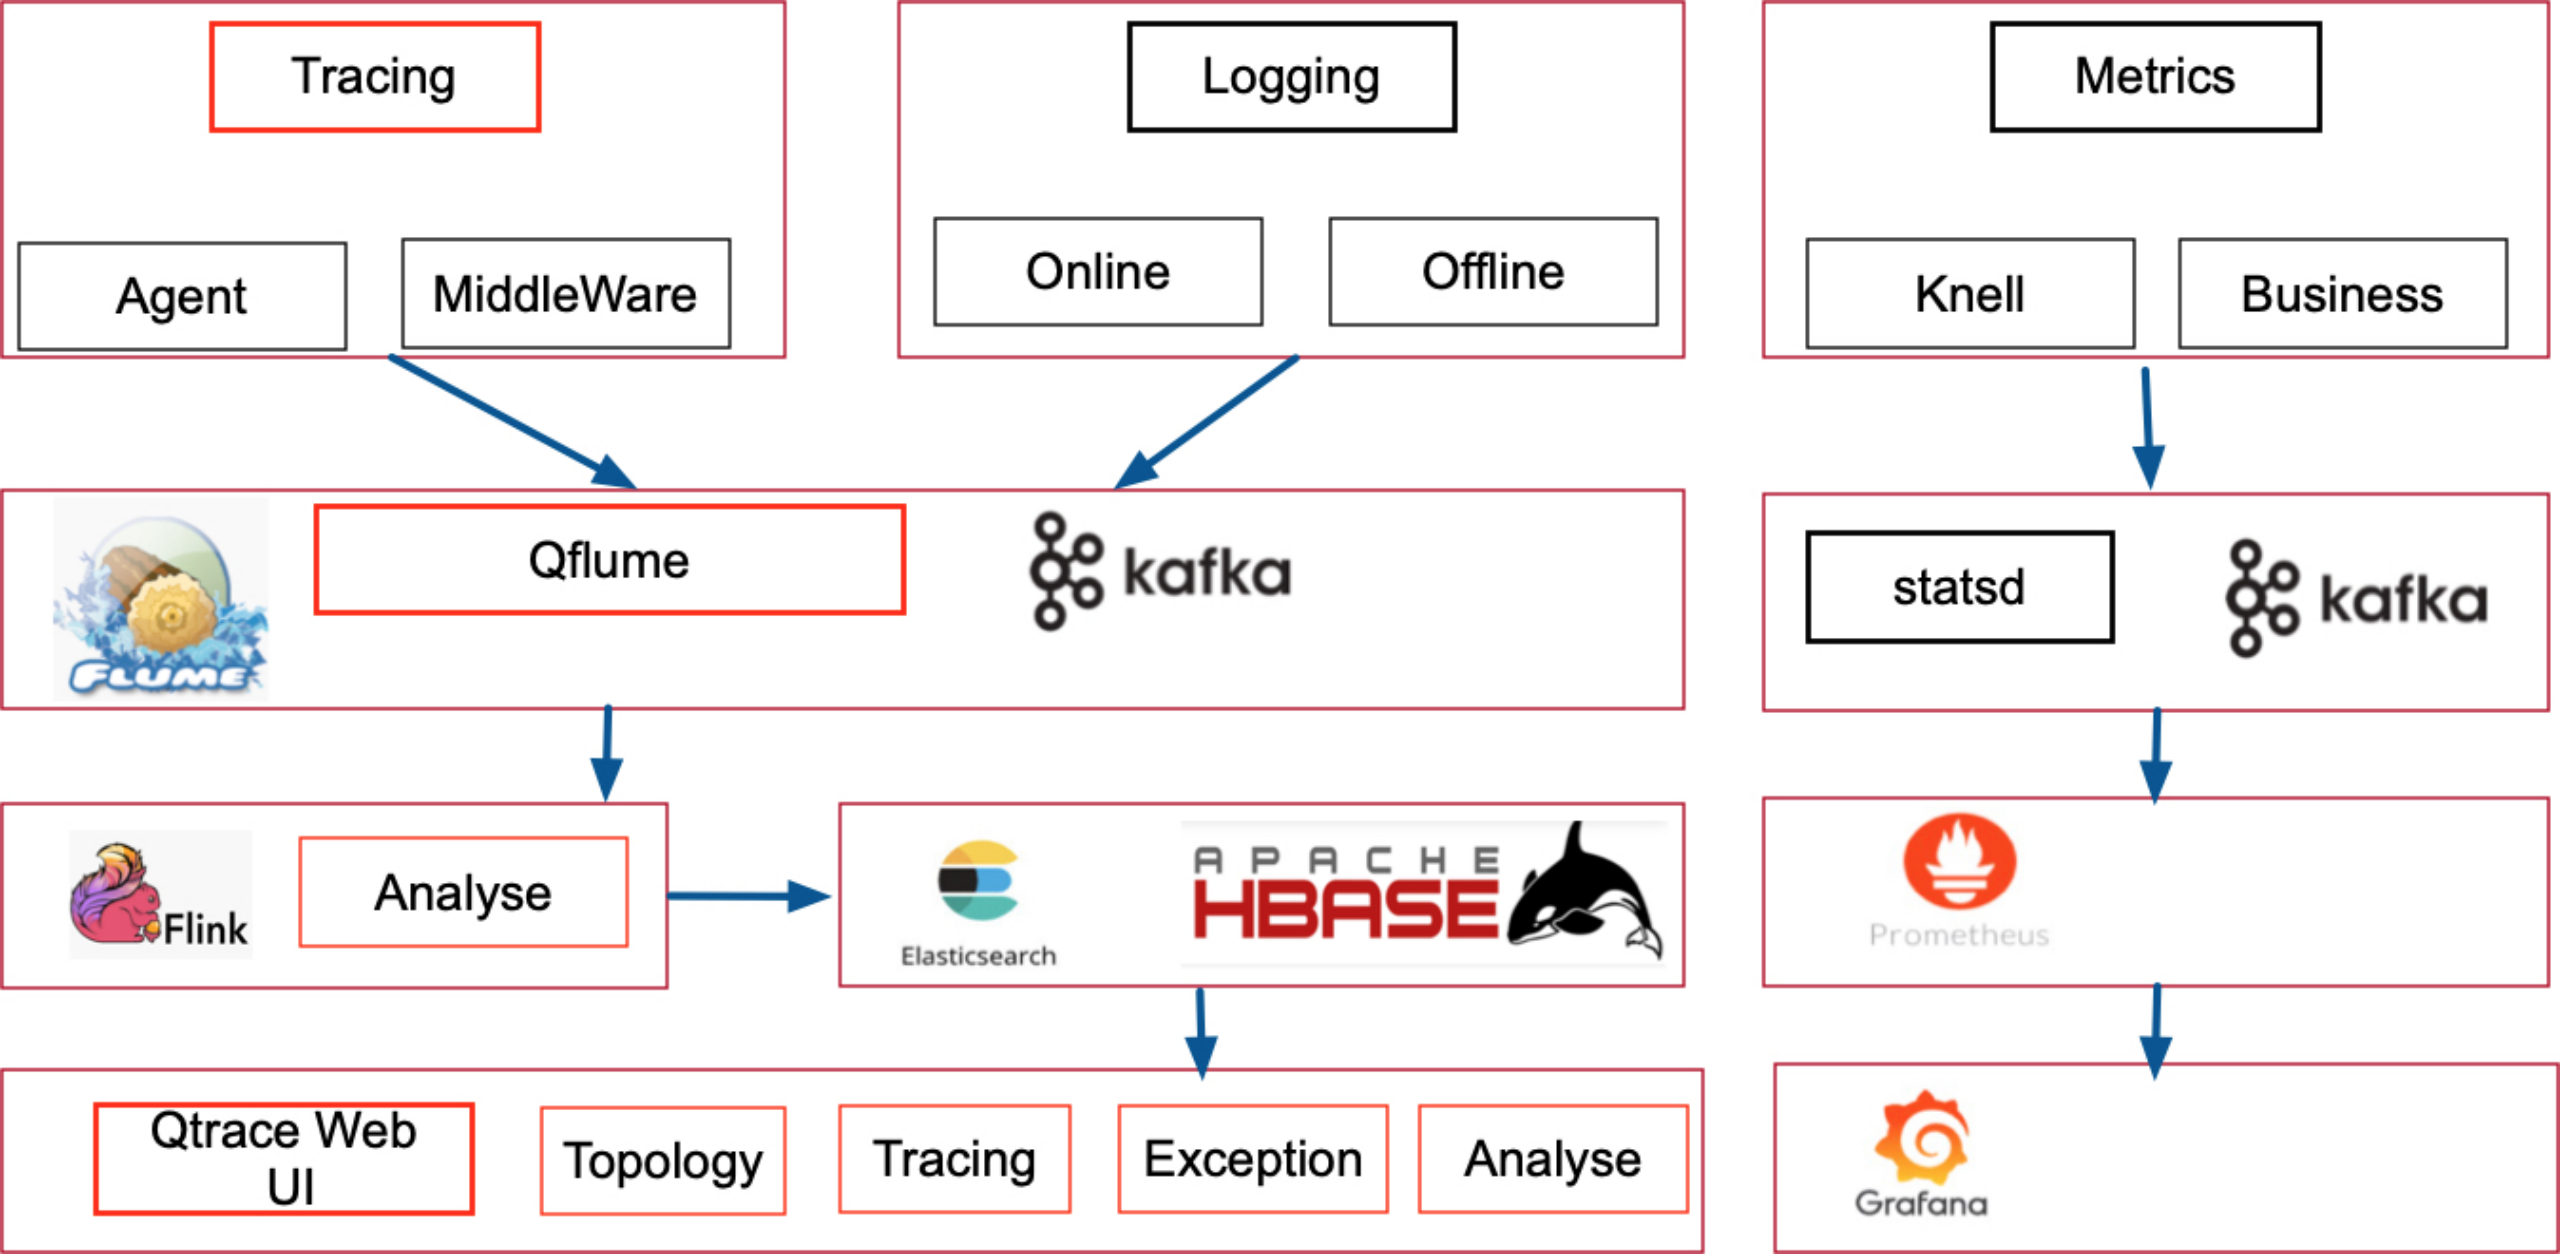 Tracing
Logging
Metrics
Agent
MiddleWare
Online
Offline
Knell
Business
FLUME
Qflume
kafka
statsd
kafka
Flink
Analyse
Elasticsearch
APACHE
HBASE
Prometheus
Qtrace Web
UI
Topology
Tracing
Exception
Analyse
Grafana